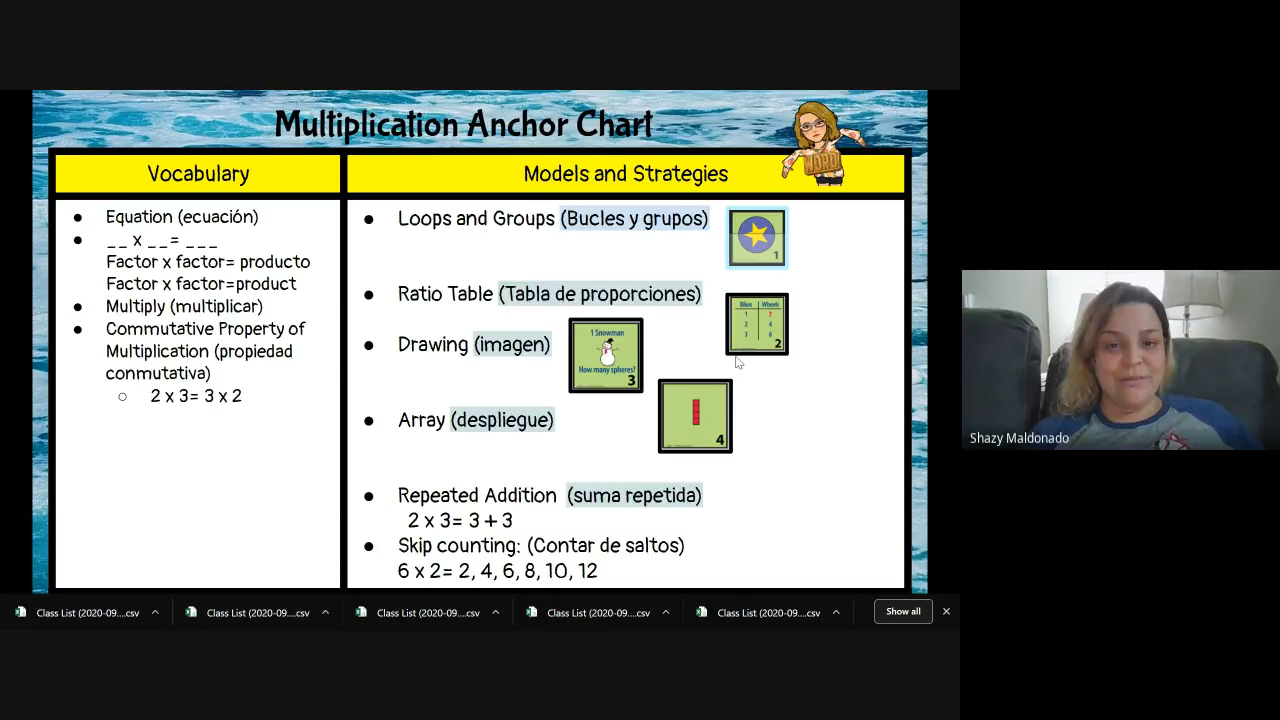 Multiplication Anchor Chart
WORD
Vocabulary
Models and Strategies
● Equation (ecuación)
● _ _ x _ _ = _ _ _
Factor x factor= producto
Factor x factor=product
● Multiply (multiplicar)
● Commutative Property of
Multiplication (propiedad
conmutativa)
○ 2 x 3= 3 x 2
● Loops and Groups (Bucles y grupos)
1
● Ratio Table (Tabla de proporciones)
Bikes Wheels
1 ?
2 4
3 6
2
● Drawing (imagen)
1 Snowman
How many spheres?
3
● Array (despliegue)
4
● Repeated Addition (suma repetida)
2 x 3= 3 + 3
● Skip counting: (Contar de saltos)
6 x 2= 2, 4, 6, 8, 10, 12
Shazy Maldonado
Class List (2020-09....csv
Class List (2020-09....csv
Class List (2020-09....csv
Class List (2020-09....csv
Class List (2020-09....csv
Show all